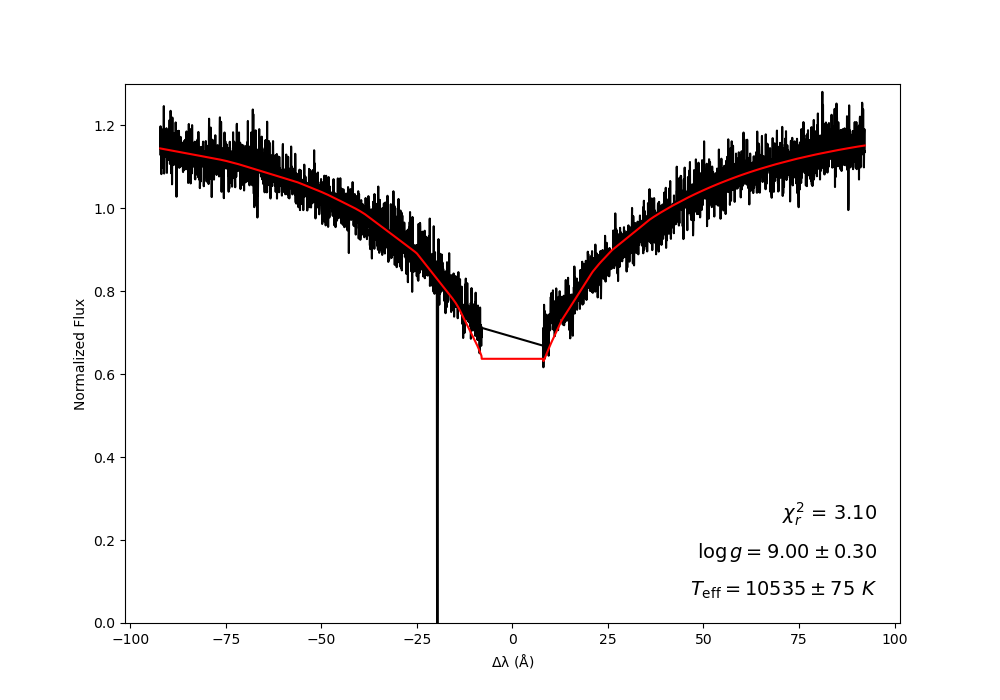 1.2
1.0
0.8
0.6
0.4
0.2
0.0
Normalized Flux
χ²ᵣ = 3.10
log g = 9.00 ± 0.30
T_eff = 10535 ± 75 K
−100 −75 −50 −25 0 25 50 75 100
Δλ (Å)